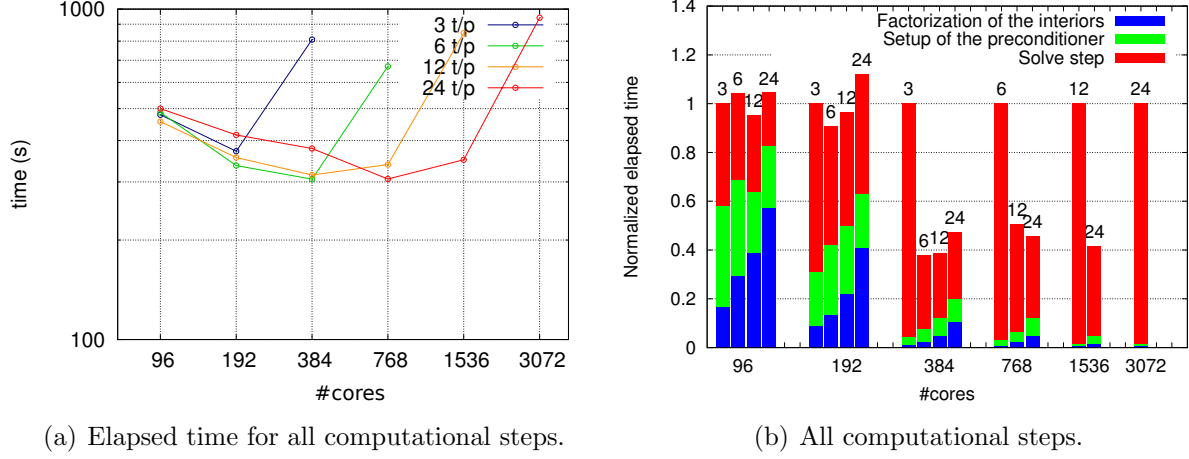 1000
100
time (s)
96 192 384 768 1536 3072
#cores
3 t/p
6 t/p
12 t/p
24 t/p
(a) Elapsed time for all computational steps.
1.4
1.2
1
0.8
0.6
0.4
0.2
0
Normalized elapsed time
Factorization of the interiors
Setup of the preconditioner
Solve step
3 6 12 24
3 6 12 24
3 6 12 24
6 12 24
12 24
24
96 192 384 768 1536 3072
#cores
(b) All computational steps.